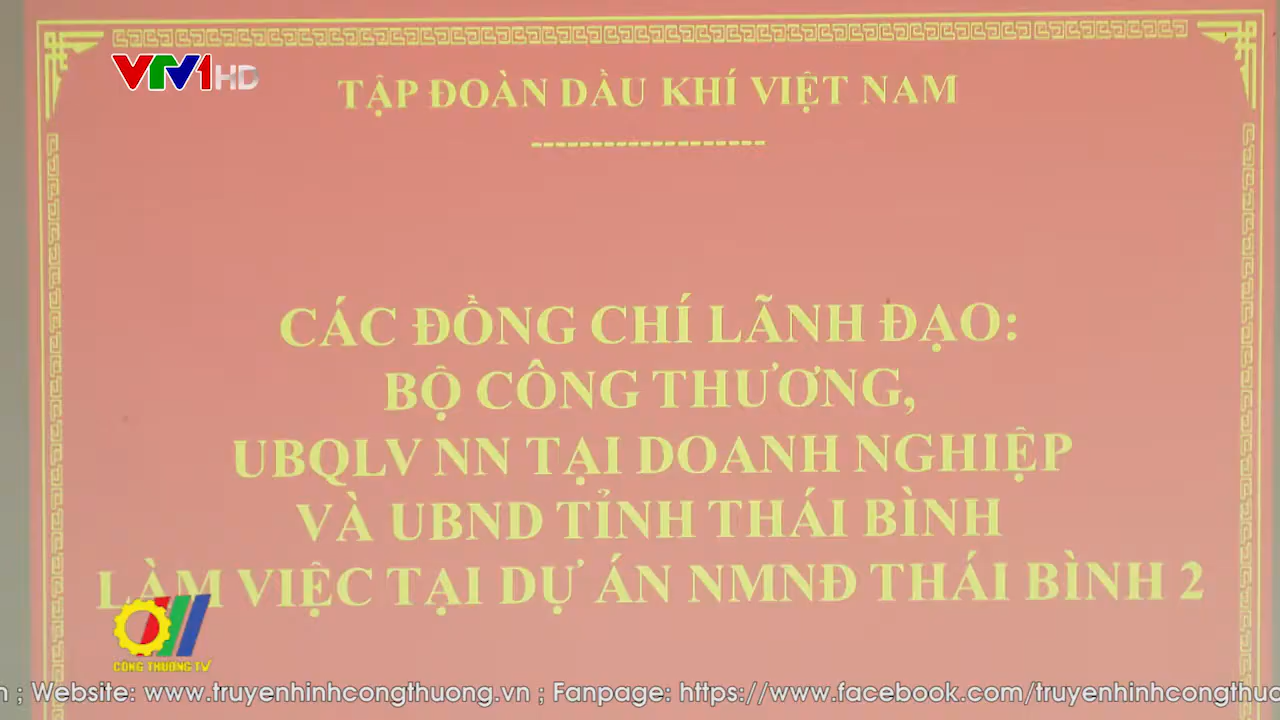 VTV1 HD
TẬP ĐOÀN DẦU KHÍ VIỆT NAM
-------------------
CÁC ĐỒNG CHÍ LÃNH ĐẠO:
BỘ CÔNG THƯƠNG,
UBQLV NN TẠI DOANH NGHIỆP
VÀ UBND TỈNH THÁI BÌNH
LÀM VIỆC TẠI DỰ ÁN NMNĐ THÁI BÌNH 2
CÔNG THƯƠNG TV
; Website: www.truyenhinhcongthuong.vn ; Fanpage: https://www.facebook.com/truyenhinhcongthuo